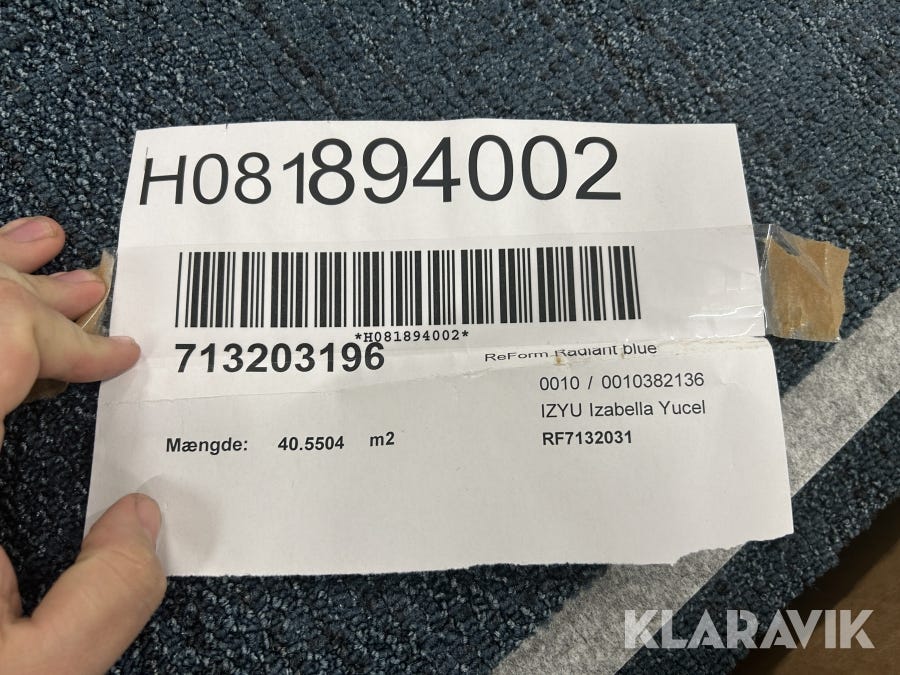 H081894002
*H081894002*
713203196
ReForm Radiant blue
0010 / 0010382136
IZYU Izabella Yucel
Mængde: 40.5504 m2
RF7132031
KLARAVIK